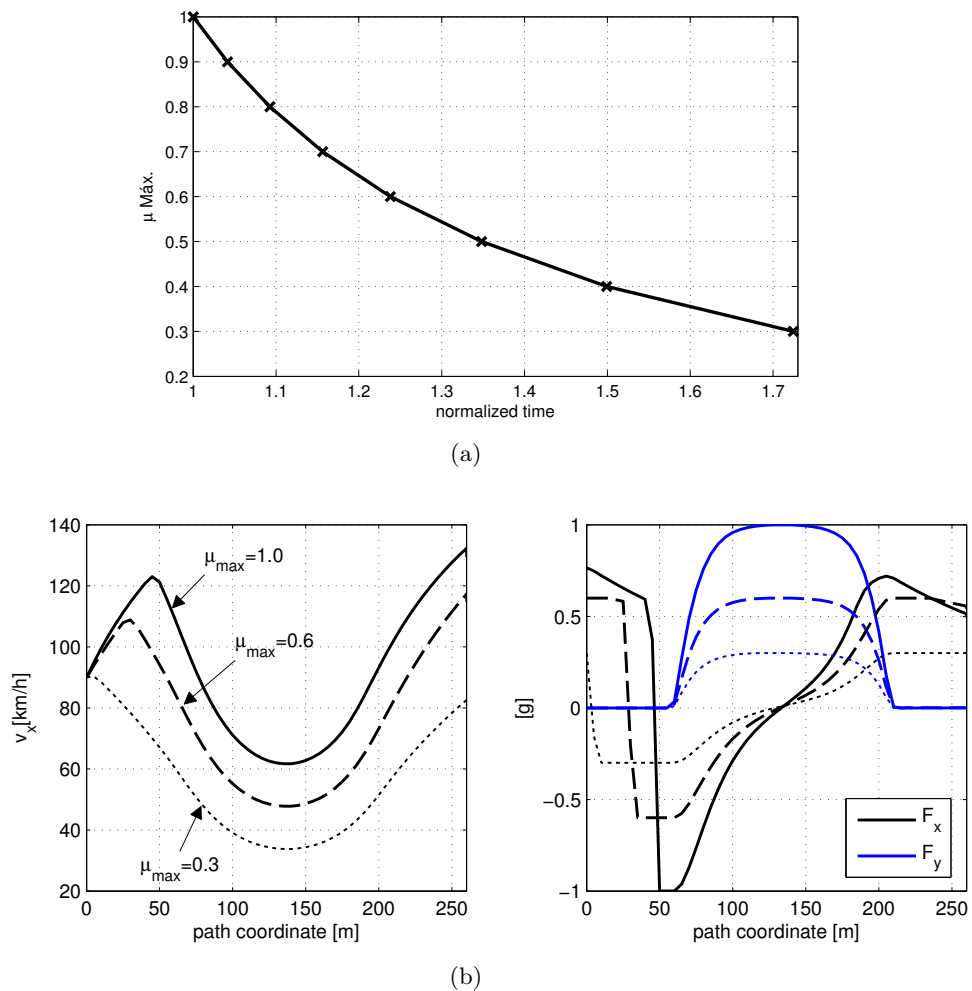 1
0.9
0.8
0.7
0.6
0.5
0.4
0.3
0.2
μ Máx.
1 1.1 1.2 1.3 1.4 1.5 1.6 1.7
normalized time
(a)
140
120
100
80
60
40
20
v_x[km/h]
μ_max=1.0
μ_max=0.6
μ_max=0.3
0 50 100 150 200 250
path coordinate [m]
1
0.5
0
−0.5
−1
[g]
F_x
F_y
0 50 100 150 200 250
path coordinate [m]
(b)